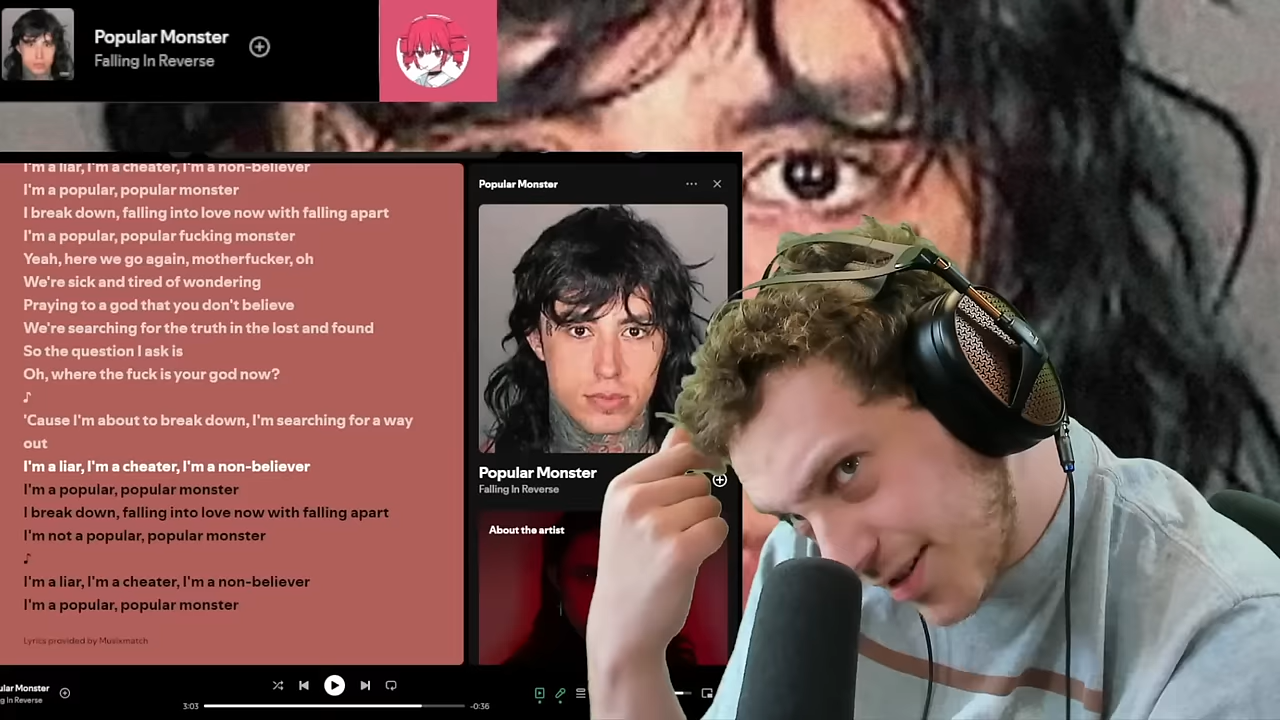 Popular Monster
Falling In Reverse
I'm a liar, I'm a cheater, I'm a non-believer
I'm a popular, popular monster
I break down, falling into love now with falling apart
I'm a popular, popular fucking monster
Yeah, here we go again, motherfucker, oh
We're sick and tired of wondering
Praying to a god that you don't believe
We're searching for the truth in the lost and found
So the question I ask is
Oh, where the fuck is your god now?
♪
'Cause I'm about to break down, I'm searching for a way
out
I'm a liar, I'm a cheater, I'm a non-believer
I'm a popular, popular monster
I break down, falling into love now with falling apart
I'm not a popular, popular monster
♪
I'm a liar, I'm a cheater, I'm a non-believer
I'm a popular, popular monster
Lyrics provided by Musixmatch
Popular Monster
Popular Monster
Falling In Reverse
About the artist
ular Monster
g In Reverse
3:03
-0:36